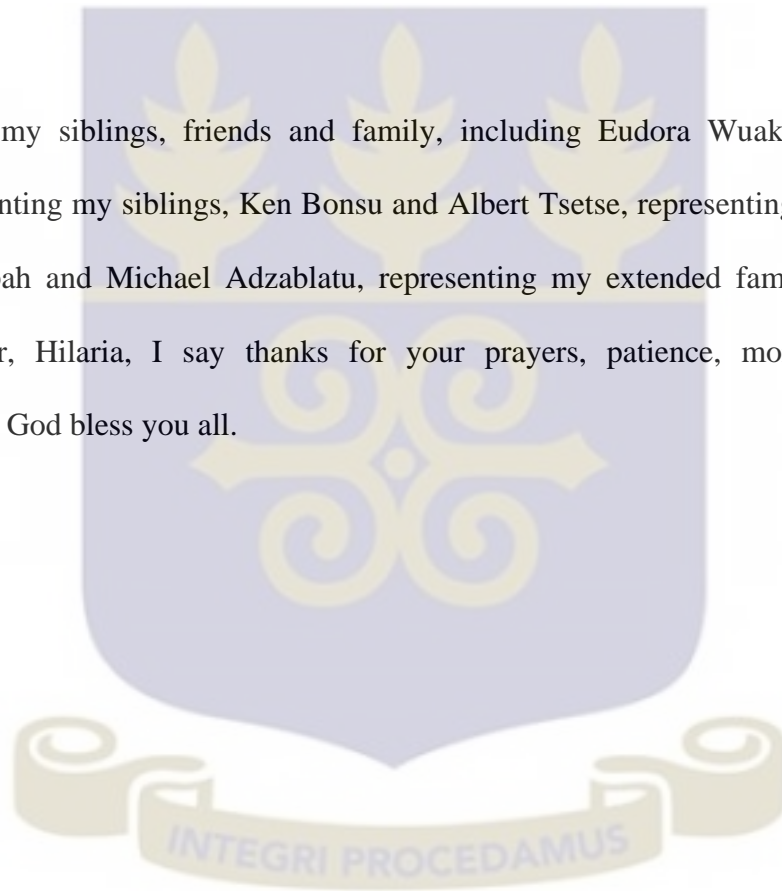 my siblings, friends and family, including Eudora Wuak
nting my siblings, Ken Bonsu and Albert Tsetse, representing
ah and Michael Adzablatu, representing my extended fam
r, Hilaria, I say thanks for your prayers, patience, mo
God bless you all.
INTEGRI PROCEDAMUS